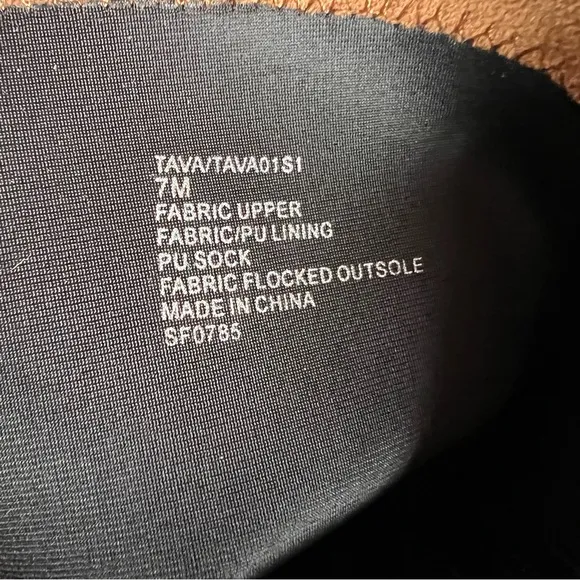 TAVA/TAVA01S1
7M
FABRIC UPPER
FABRIC/PU LINING
PU SOCK
FABRIC FLOCKED OUTSOLE
MADE IN CHINA
SF0785